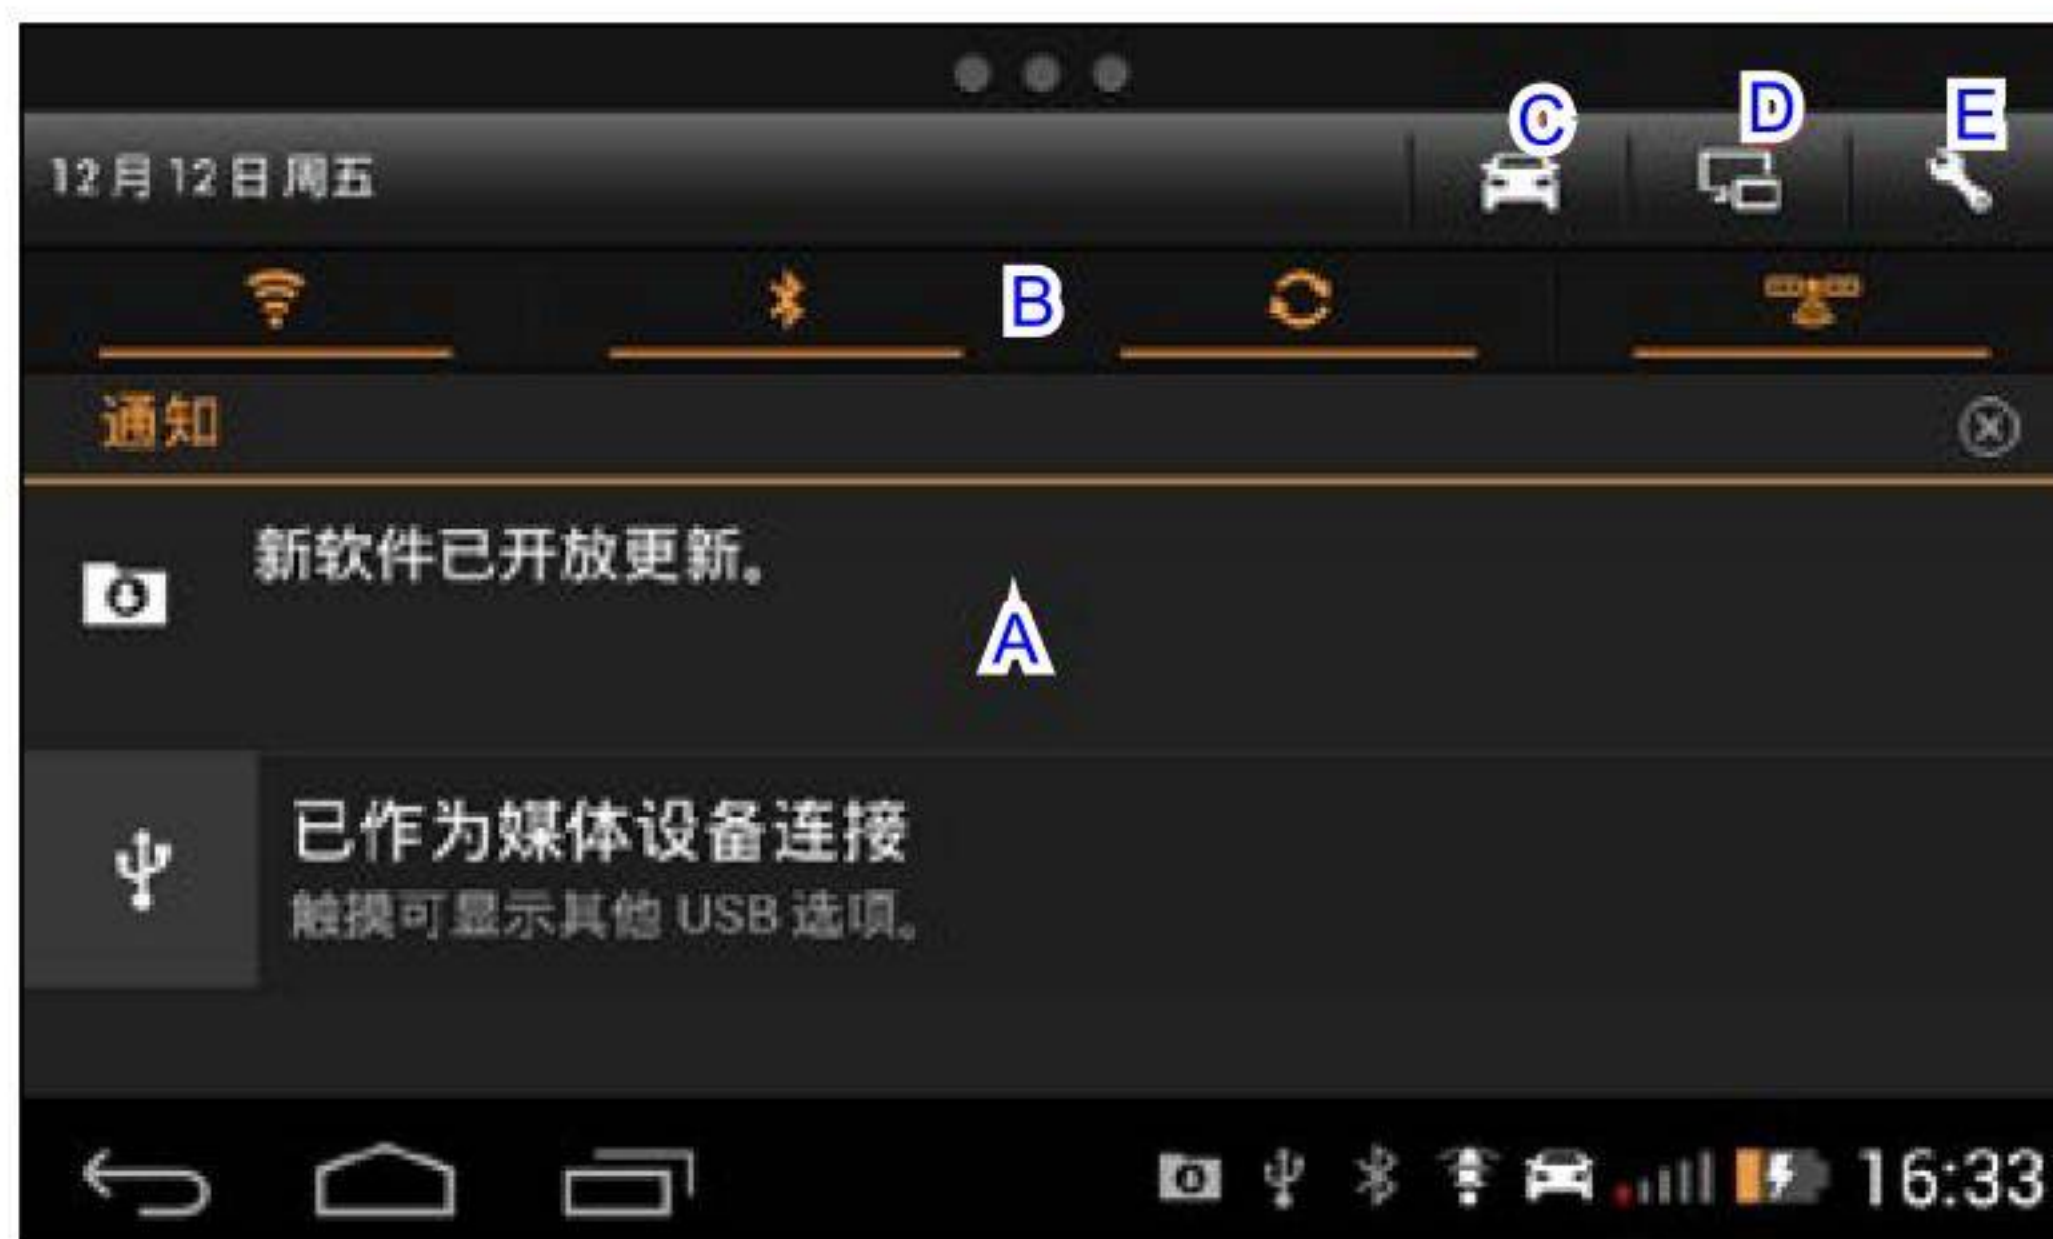 C D E
12月12日周五
B
通知
新软件已开放更新。
A
已作为媒体设备连接
触摸可显示其他 USB 选项。
16:33